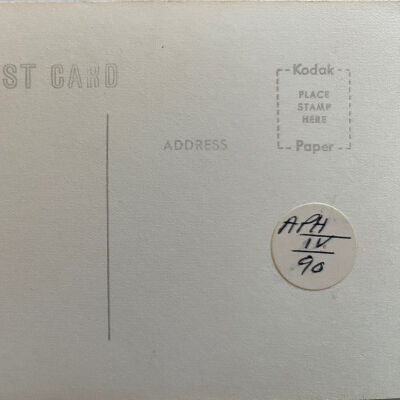 ST CARD
Kodak
PLACE
STAMP
HERE
Paper
ADDRESS
APH
IV
90